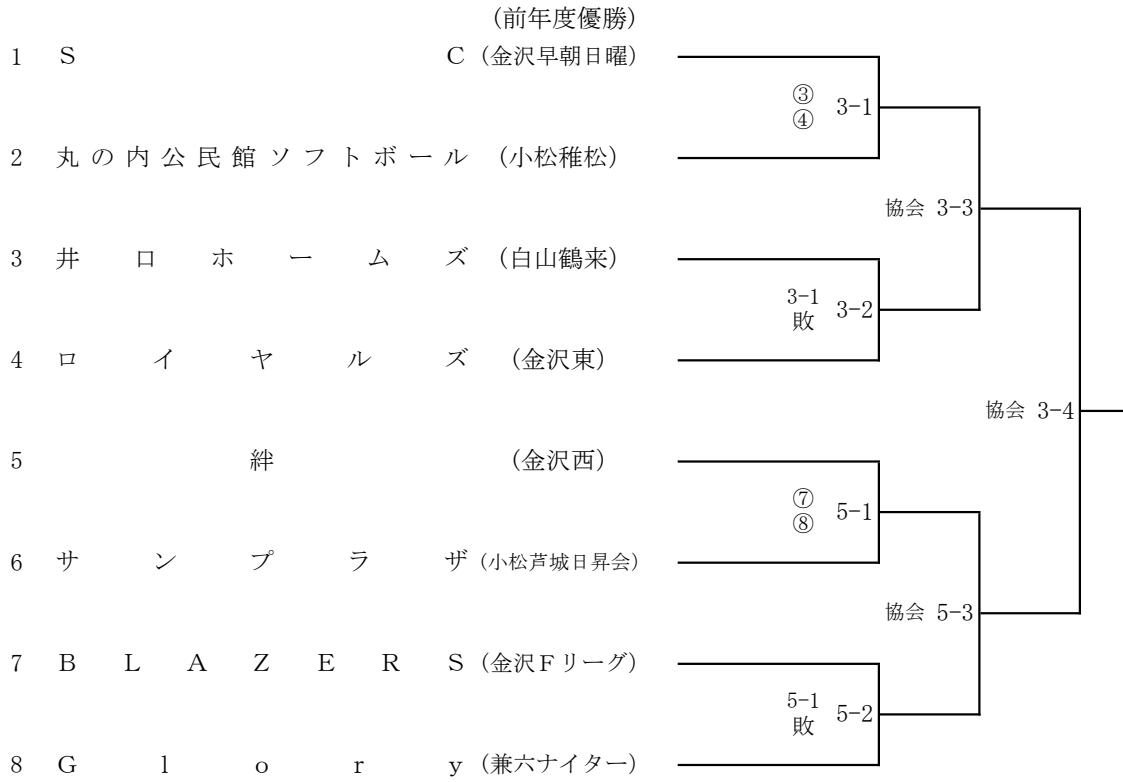 (前年度優勝)
1 S C (金沢早朝日曜)
③ 3-1
④
2 丸の内公民館ソフトボール (小松稚松)
協会 3-3
3 井口ホームズ (白山鶴来)
3-1 3-2
敗
4 ロイヤルズ (金沢東)
協会 3-4
5 絆 (金沢西)
⑦ 5-1
⑧
6 サンプラザ (小松芦城日昇会)
協会 5-3
7 BLAZERS (金沢Fリーグ)
5-1 5-2
敗
8 Glory (兼六ナイター)